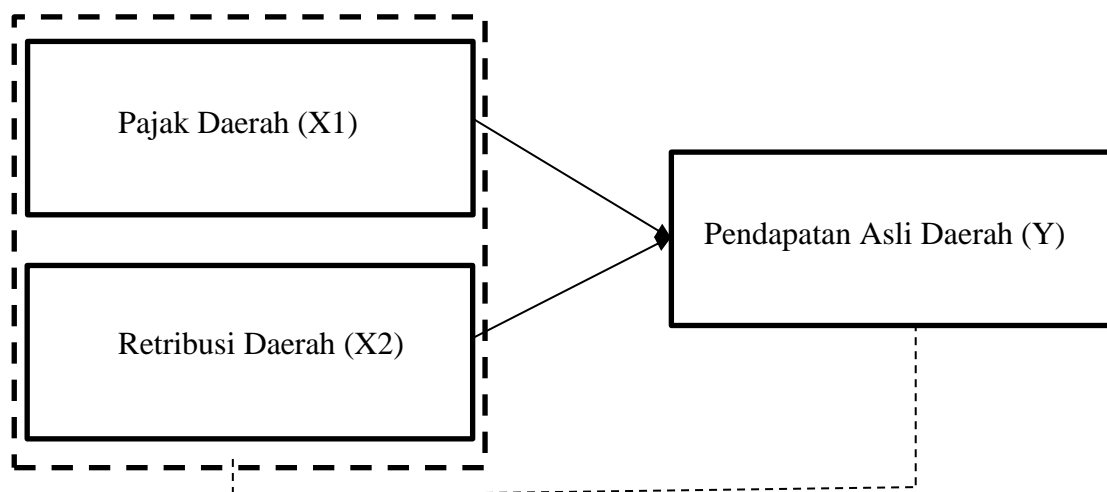 Pajak Daerah (X1)
Pendapatan Asli Daerah (Y)
Retribusi Daerah (X2)